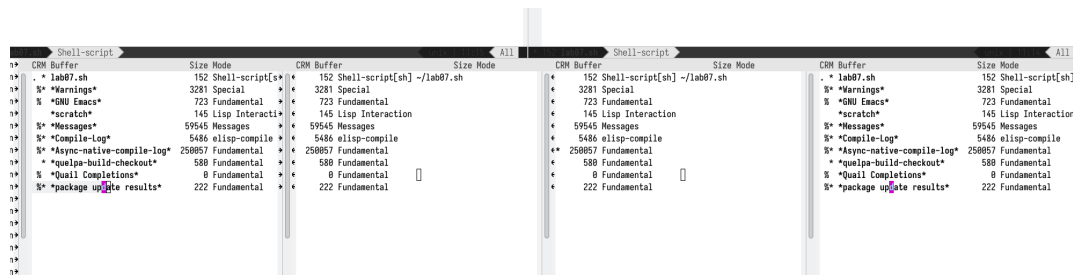 Shell-script All Shell-script All
CRM Buffer Size Mode CRM Buffer Size Mode CRM Buffer Size Mode CRM Buffer Size Mode
. * lab07.sh 152 Shell-script[s 152 Shell-script[sh] ~/lab07.sh 152 Shell-script[sh] ~/lab07.sh . * lab07.sh 152 Shell-script[sh]
%* *Warnings* 3281 Special 3281 Special 3281 Special %* *Warnings* 3281 Special
% *GNU Emacs* 723 Fundamental 723 Fundamental 723 Fundamental % *GNU Emacs* 723 Fundamental
*scratch* 145 Lisp Interacti 145 Lisp Interaction 145 Lisp Interaction *scratch* 145 Lisp Interaction
%* *Messages* 59545 Messages 59545 Messages 59545 Messages %* *Messages* 59545 Messages
%* *Compile-Log* 5486 elisp-compile 5486 elisp-compile 5486 elisp-compile %* *Compile-Log* 5486 elisp-compile
%* *Async-native-compile-log* 250057 Fundamental 250057 Fundamental * 250057 Fundamental %* *Async-native-compile-log* 250057 Fundamental
* *quelpa-build-checkout* 580 Fundamental 580 Fundamental 580 Fundamental * *quelpa-build-checkout* 580 Fundamental
% *Quail Completions* 0 Fundamental 0 Fundamental 0 Fundamental % *Quail Completions* 0 Fundamental
%* *package update results* 222 Fundamental 222 Fundamental 222 Fundamental %* *package update results* 222 Fundamental